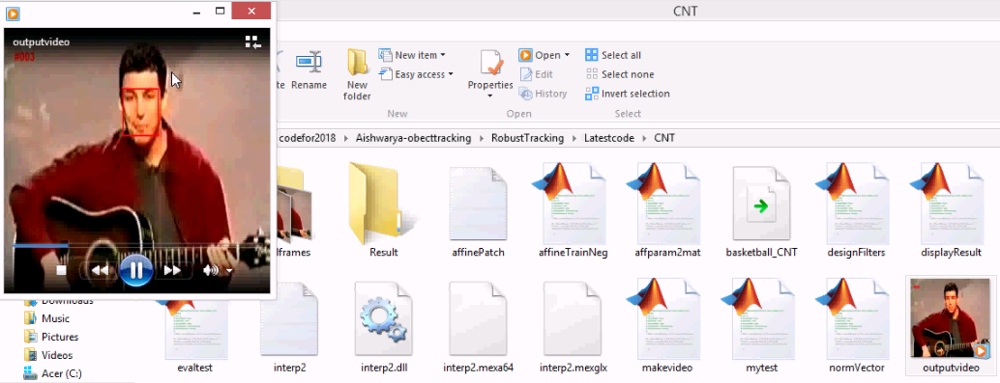 CNT
outputvideo
#003
te
Rename
New folder
New item
Easy access
New
Properties
Open
Edit
History
Open
Select all
Select none
Invert selection
Select
codefor2018 Aishwarya-obecttracking RobustTracking Latestcode CNT
lframes
Result
affinePatch
affineTrainNeg
affparam2mat
basketball_CNT
designFilters
displayResult
Downloads
Music
Pictures
Videos
Acer (C:)
evaltest
interp2
interp2.dll
interp2.mexa64
interp2.mexglx
makevideo
mytest
normVector
outputvideo